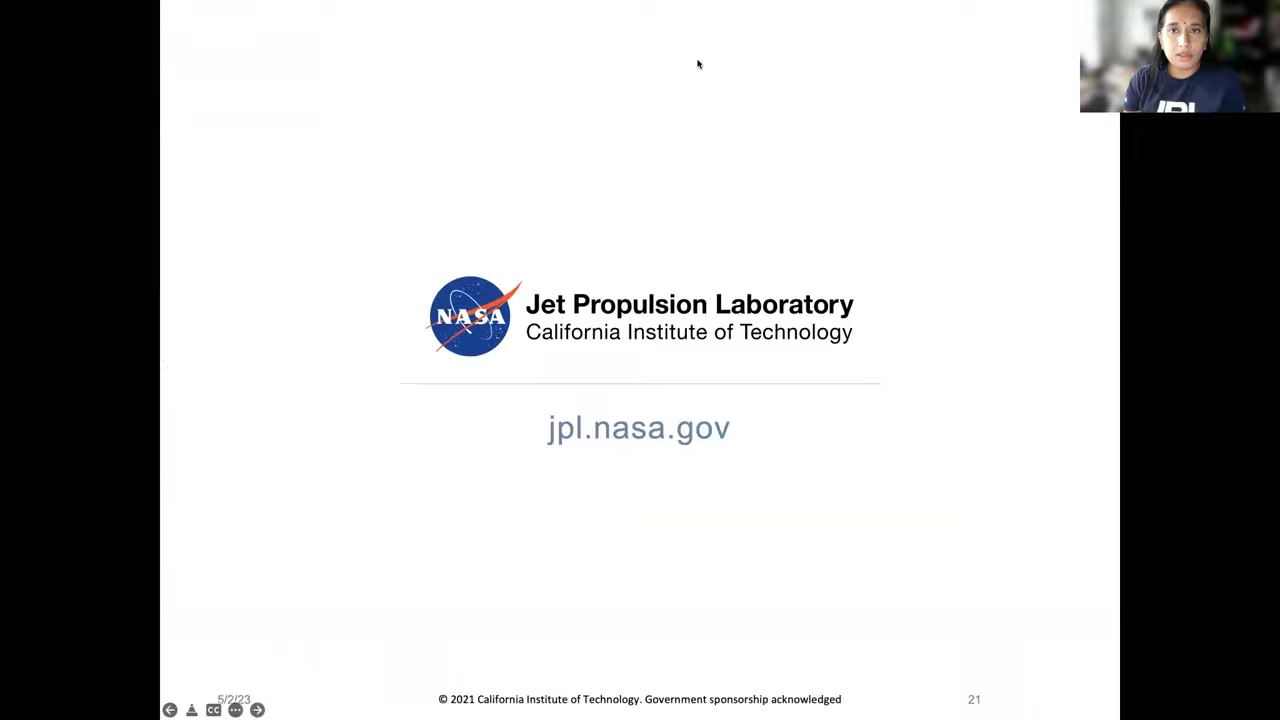 NASA
Jet Propulsion Laboratory
California Institute of Technology
jpl.nasa.gov
5/2/23
© 2021 California Institute of Technology. Government sponsorship acknowledged
21
CC